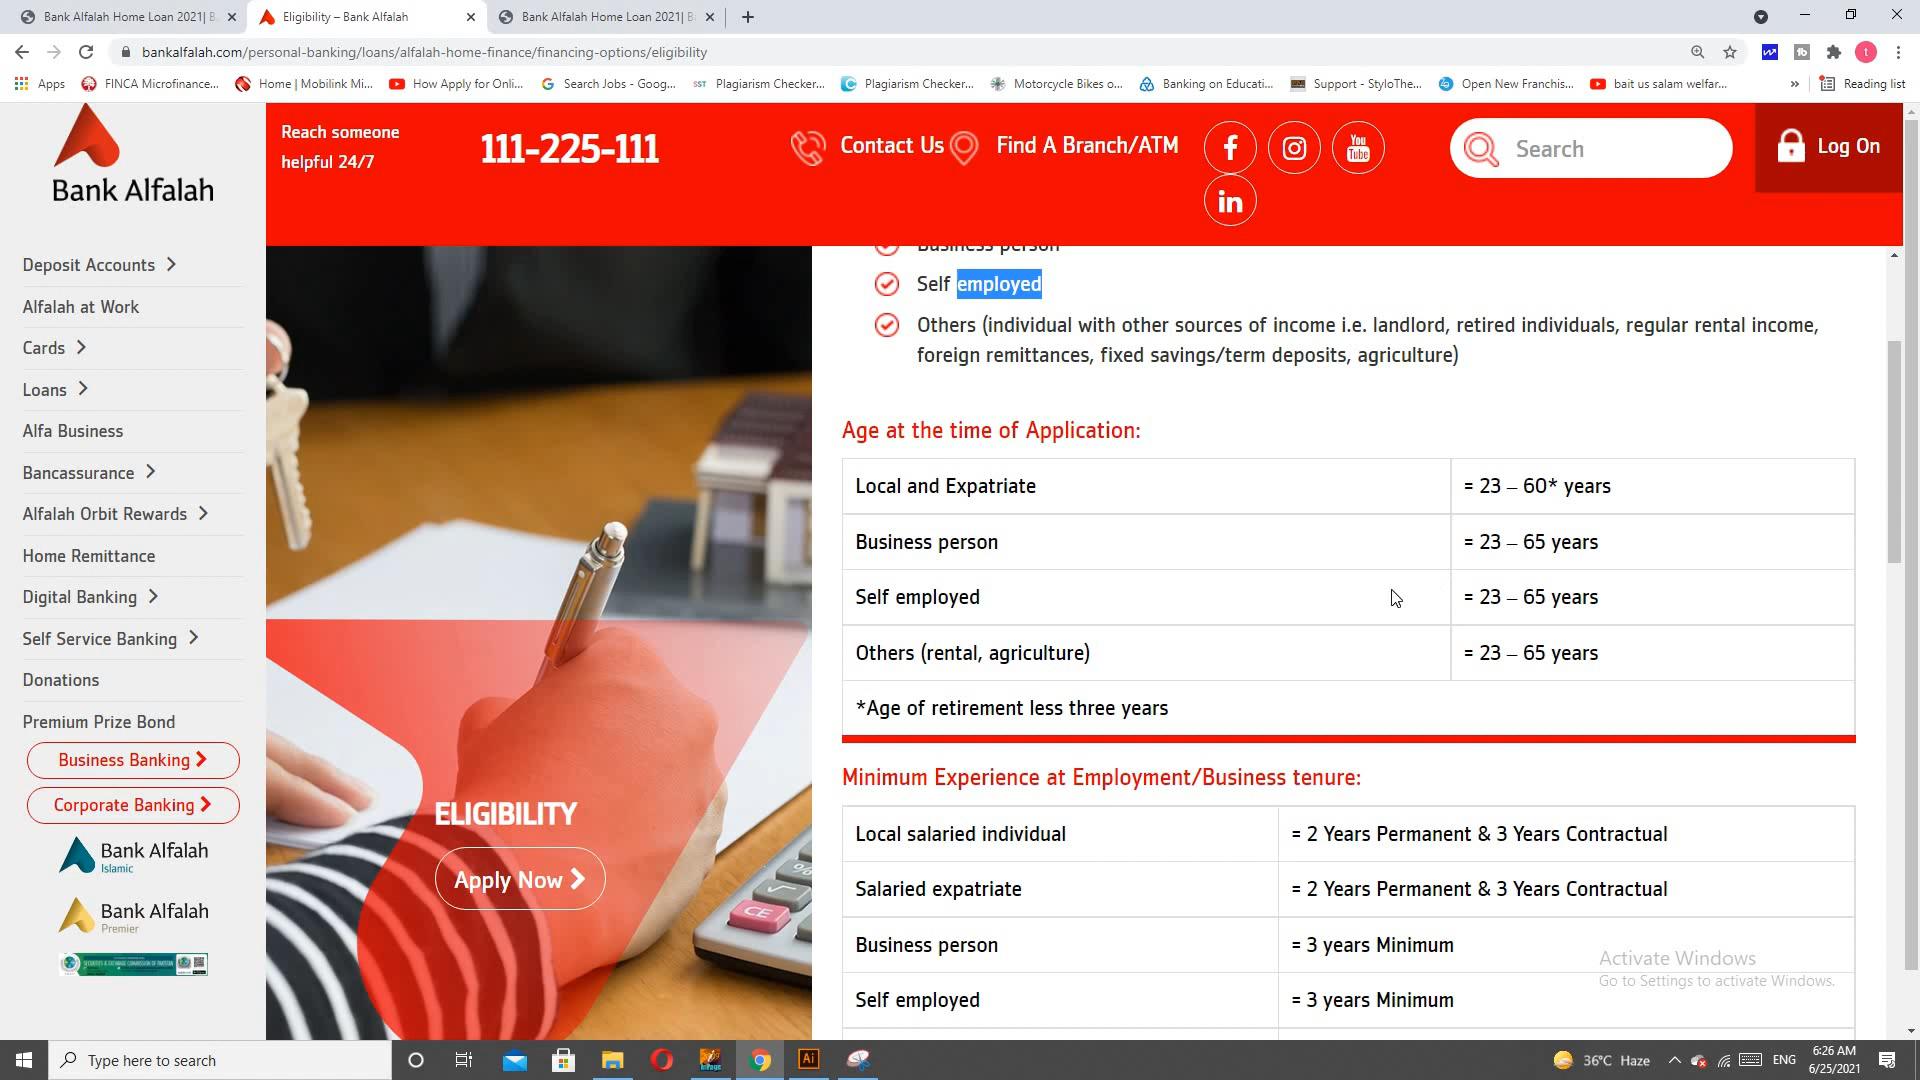 Bank Alfalah Home Loan 2021| B
Eligibility – Bank Alfalah
Bank Alfalah Home Loan 2021| B
bankalfalah.com/personal-banking/loans/alfalah-home-finance/financing-options/eligibility
t
Apps
FINCA Microfinance...
Home | Mobilink Mi...
How Apply for Onli...
Search Jobs - Goog...
SST Plagiarism Checker...
Plagiarism Checker...
Motorcycle Bikes o...
Banking on Educati...
Support - StyloThe...
Open New Franchis...
bait us salam welfar...
»
Reading list
Bank Alfalah
Reach someone
helpful 24/7
111-225-111
Contact Us
Find A Branch/ATM
You
Tube
in
Search
Log On
Deposit Accounts
Alfalah at Work
Cards
Loans
Alfa Business
Bancassurance
Alfalah Orbit Rewards
Home Remittance
Digital Banking
Self Service Banking
Donations
Premium Prize Bond
Business Banking
Corporate Banking
Bank Alfalah
Islamic
Bank Alfalah
Premier
ELIGIBILITY
Apply Now
%
CE
Business person
Self employed
Others (individual with other sources of income i.e. landlord, retired individuals, regular rental income,
foreign remittances, fixed savings/term deposits, agriculture)
Age at the time of Application:
Local and Expatriate = 23 – 60* years
Business person = 23 – 65 years
Self employed = 23 – 65 years
Others (rental, agriculture) = 23 – 65 years
*Age of retirement less three years
Minimum Experience at Employment/Business tenure:
Local salaried individual = 2 Years Permanent & 3 Years Contractual
Salaried expatriate = 2 Years Permanent & 3 Years Contractual
Business person = 3 years Minimum
Self employed = 3 years Minimum
Activate Windows
Go to Settings to activate Windows.
Type here to search
Ai
36°C Haze
ENG
6:26 AM
6/25/2021